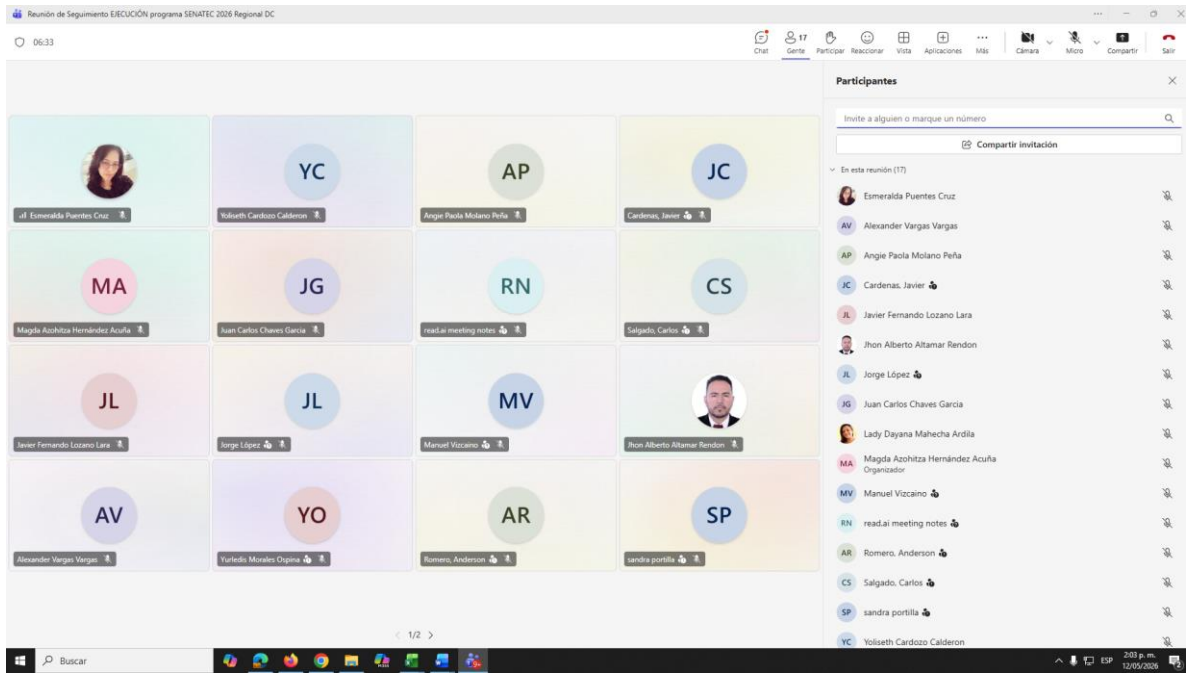 Reunión de Seguimiento EJECUCIÓN programa SENATEC 2026 Regional DC
06:33
Chat
17
Gente
Participar
Reaccionar
Vista
Aplicaciones
Más
Cámara
Micro
Compartir
Salir
YC
AP
JC
Esmeralda Puentes Cruz
Yoliseth Cardozo Calderon
Angie Paola Molano Peña
Cardenas, Javier
MA
JG
RN
CS
Magda Azohitza Hernández Acuña
Juan Carlos Chaves Garcia
read.ai meeting notes
Salgado, Carlos
JL
JL
MV
Javier Fernando Lozano Lara
Jorge López
Manuel Vizcaino
Jhon Alberto Altamar Rendon
AV
YO
AR
SP
Alexander Vargas Vargas
Yurledis Morales Ospina
Romero, Anderson
sandra portilla
1/2
Participantes
Invite a alguien o marque un número
Compartir invitación
En esta reunión (17)
Esmeralda Puentes Cruz
AV Alexander Vargas Vargas
AP Angie Paola Molano Peña
JC Cardenas, Javier
JL Javier Fernando Lozano Lara
Jhon Alberto Altamar Rendon
JL Jorge López
JG Juan Carlos Chaves Garcia
Lady Dayana Mahecha Ardila
MA Magda Azohitza Hernández Acuña
Organizador
MV Manuel Vizcaino
RN read.ai meeting notes
AR Romero, Anderson
CS Salgado, Carlos
SP sandra portilla
YC Yoliseth Cardozo Calderon
Buscar
ESP
2:03 p. m.
12/05/2026